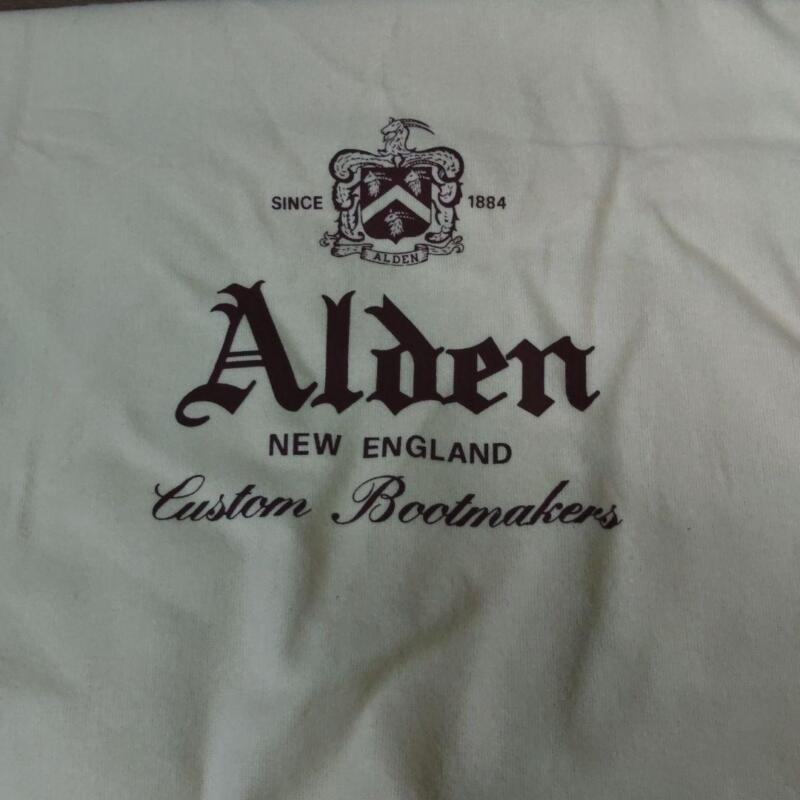 SINCE 1884
ALDEN
Alden
NEW ENGLAND
Custom Bootmakers